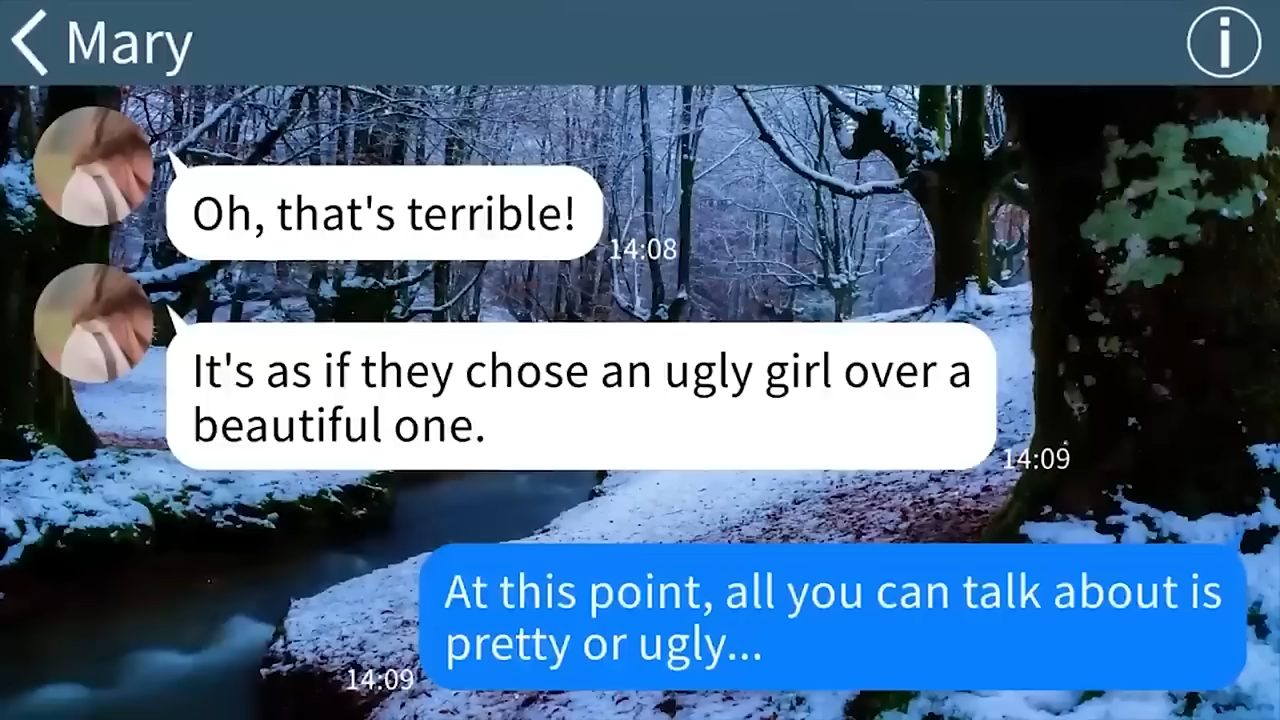 Mary
Oh, that's terrible!
14:08
It's as if they chose an ugly girl over a
beautiful one.
14:09
At this point, all you can talk about is
pretty or ugly...
14:09